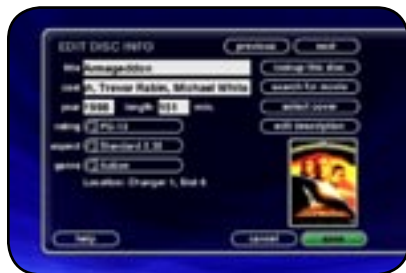 EDIT DISC INFO
previous
next
title Armageddon
lookup this disc
cast n, Trevor Rabin, Michael White
search for movie
year 1998 length 151 min.
select cover
rating PG-13
edit description
aspect Standard
genre Action
Location: Changer 1, Slot 6
help
cancel
save